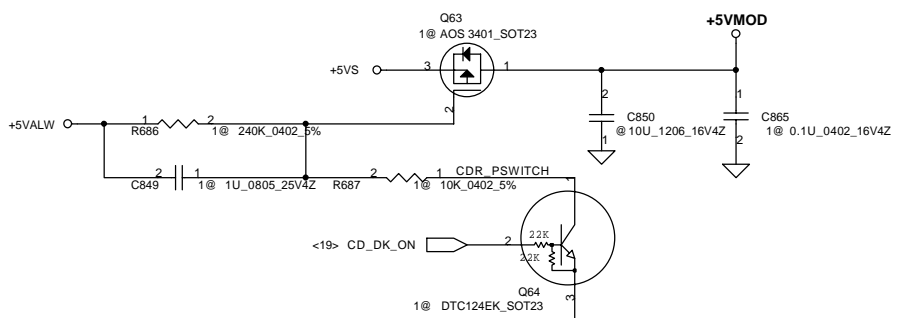 Q63
+5VMOD
1@ AOS 3401_SOT23
+5VS
3
1
2
2
1
C850
@10U_1206_16V4Z
1
2
C865
1@ 0.1U_0402_16V4Z
+5VALW
1
2
R686
1@ 240K_0402_5%
2
1
C849
1@ 1U_0805_25V4Z
2
1
R687
1@ 10K_0402_5%
CDR_PSWITCH
1
<19> CD_DK_ON
2
22K
22K
3
Q64
1@ DTC124EK_SOT23